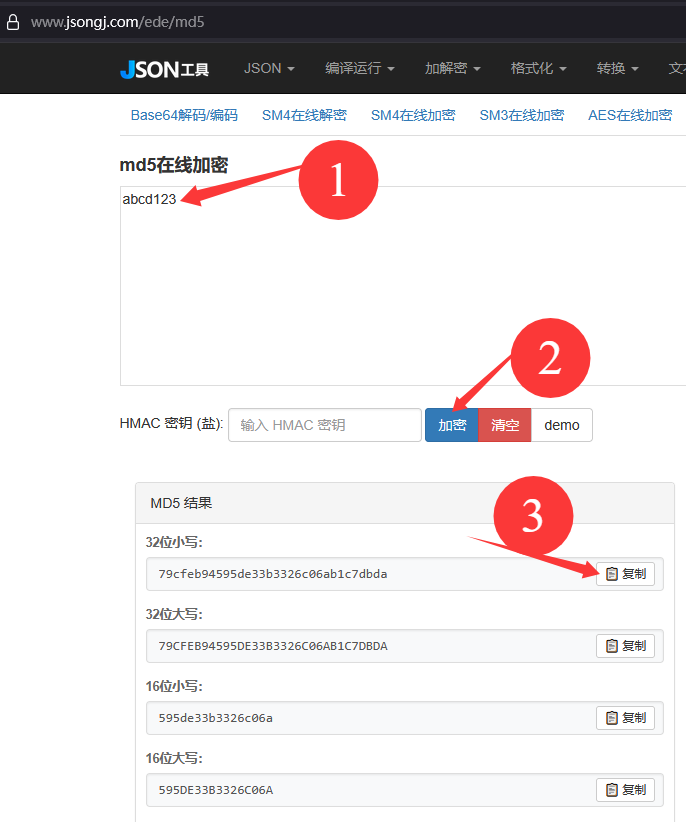 www.jsongj.com/ede/md5
JSON工具 JSON 编译运行 加解密 格式化 转换 文
Base64解码/编码 SM4在线解密 SM4在线加密 SM3在线加密 AES在线加密
md5在线加密
1
abcd123
2
HMAC 密钥 (盐): 输入 HMAC 密钥 加密 清空 demo
MD5 结果
3
32位小写:
79cfeb94595de33b3326c06ab1c7dbda 复制
32位大写:
79CFEB94595DE33B3326C06AB1C7DBDA 复制
16位小写:
595de33b3326c06a 复制
16位大写:
595DE33B3326C06A 复制